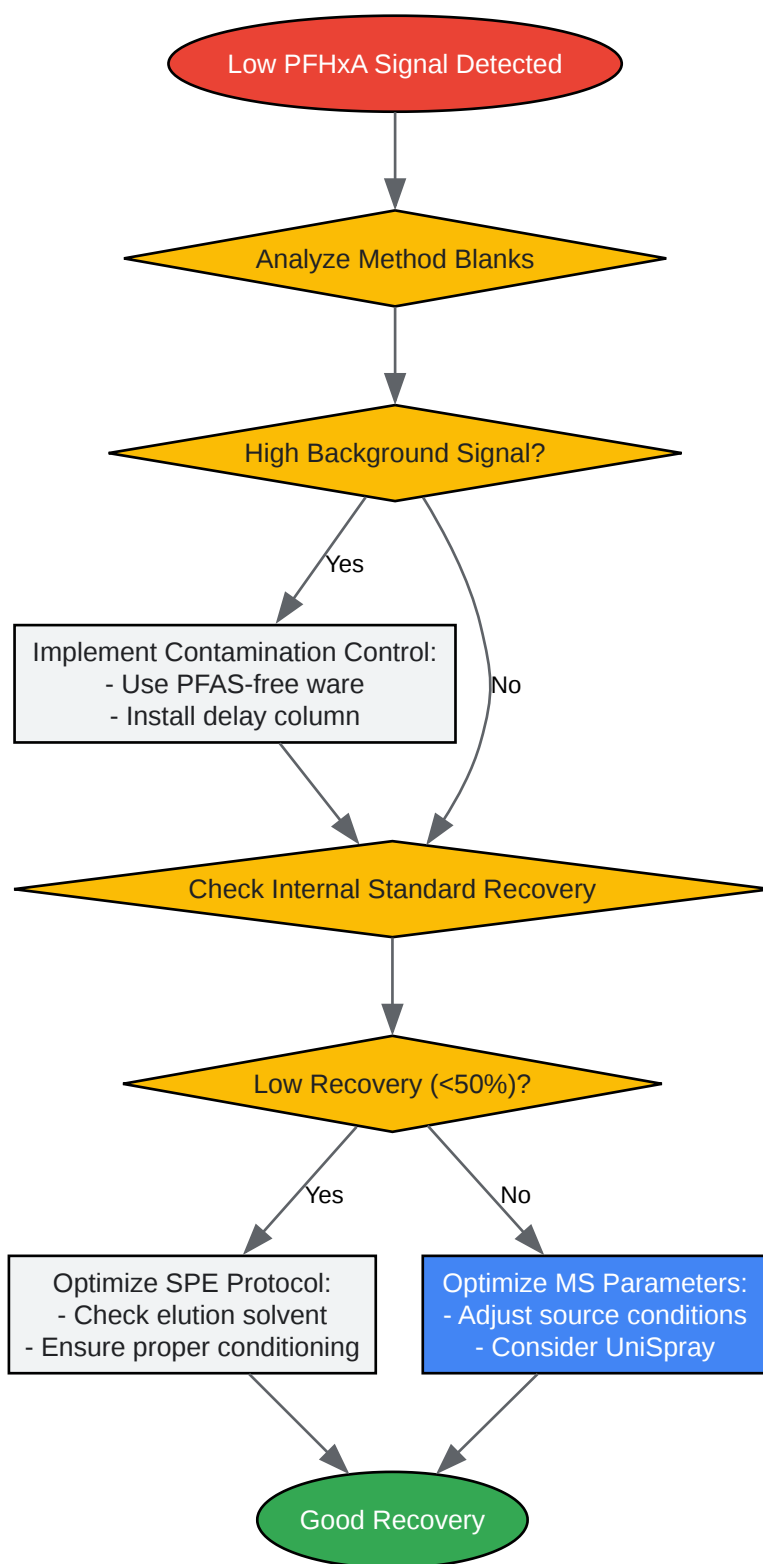 Low PFHxA Signal Detected
Analyze Method Blanks
High Background Signal?
Yes
Implement Contamination Control:
- Use PFAS-free ware
- Install delay column
No
Check Internal Standard Recovery
Low Recovery (<50%)?
Yes
No
Optimize SPE Protocol:
- Check elution solvent
- Ensure proper conditioning
Optimize MS Parameters:
- Adjust source conditions
- Consider UniSpray
Good Recovery